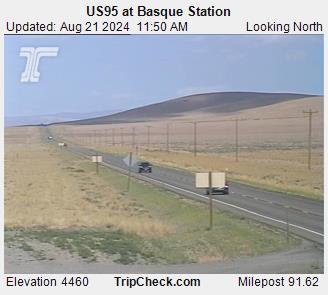 US95 at Basque Station
Updated: Aug 21 2024 11:50 AM Looking North
Elevation 4460 TripCheck.com Milepost 91.62